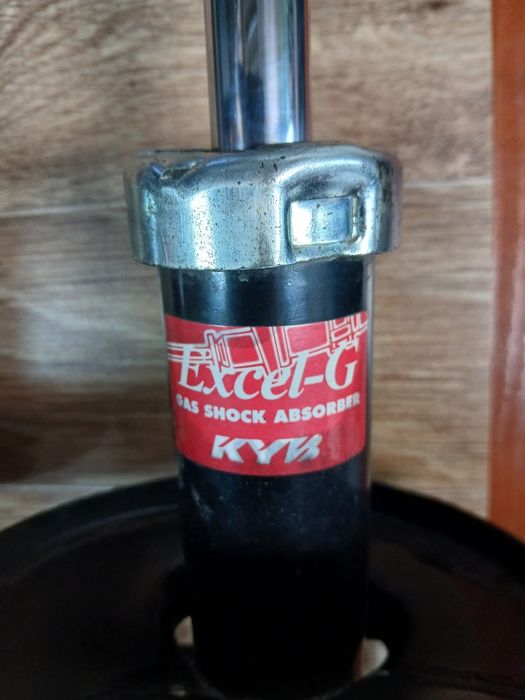 Excel-G
GAS SHOCK ABSORBER
KYB